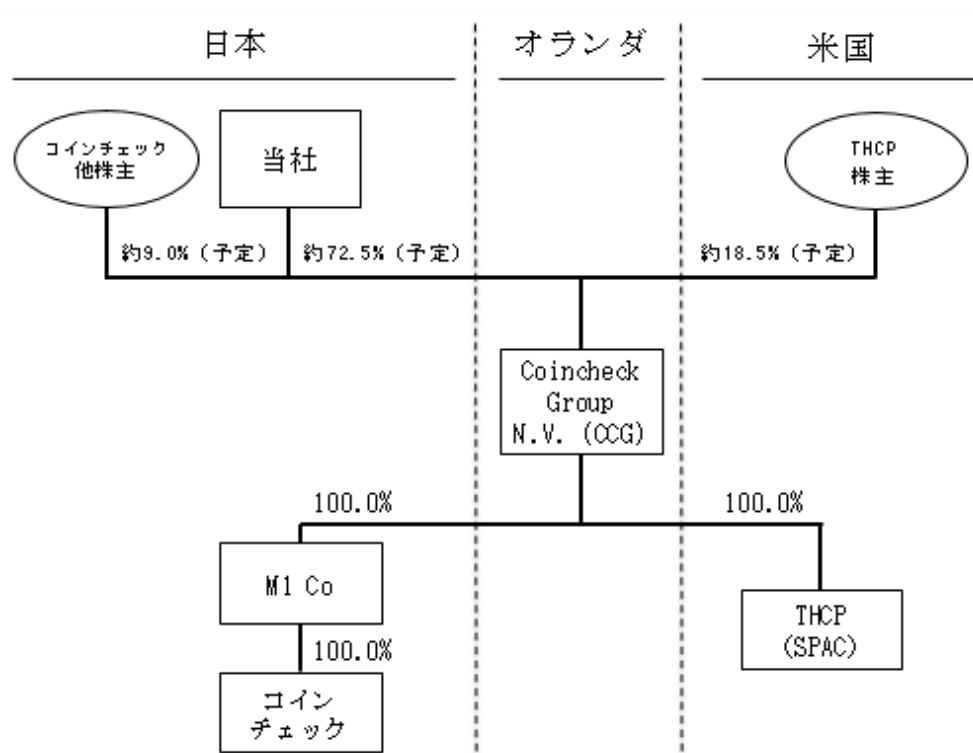 日本
オランダ
米国
コインチェック
他株主
当社
THCP
株主
約9.0%(予定)
約72.5%(予定)
約18.5%(予定)
Coincheck
Group
N.V. (CCG)
100.0%
100.0%
M1 Co
THCP
(SPAC)
100.0%
コイン
チェック